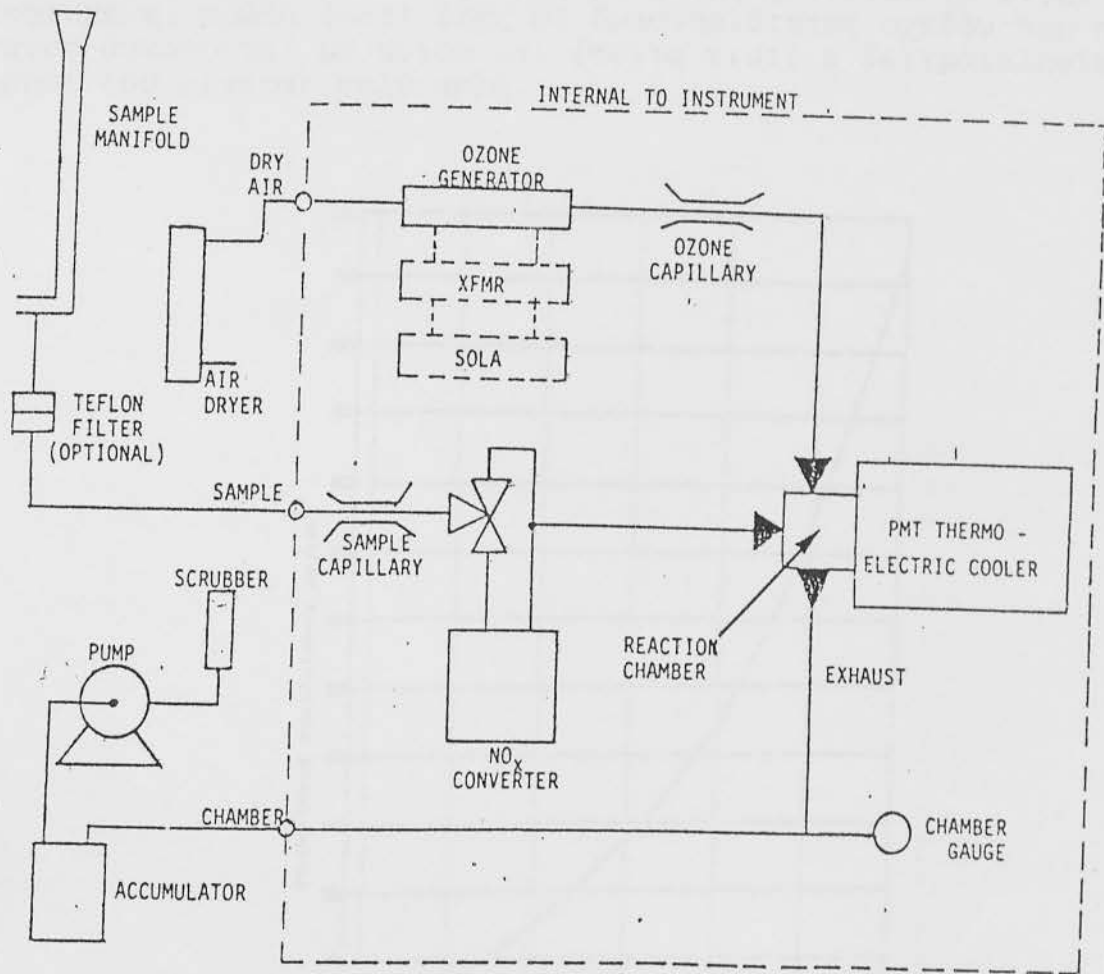 INTERNAL TO INSTRUMENT
SAMPLE
MANIFOLD
DRY
AIR
OZONE
GENERATOR
OZONE
CAPILLARY
XFMR
SOLA
AIR
DRYER
TEFLON
FILTER
(OPTIONAL)
SAMPLE
SAMPLE
CAPILLARY
PMT THERMO -
ELECTRIC COOLER
SCRUBBER
PUMP
REACTION
CHAMBER
EXHAUST
NOx
CONVERTER
CHAMBER
CHAMBER
GAUGE
ACCUMULATOR